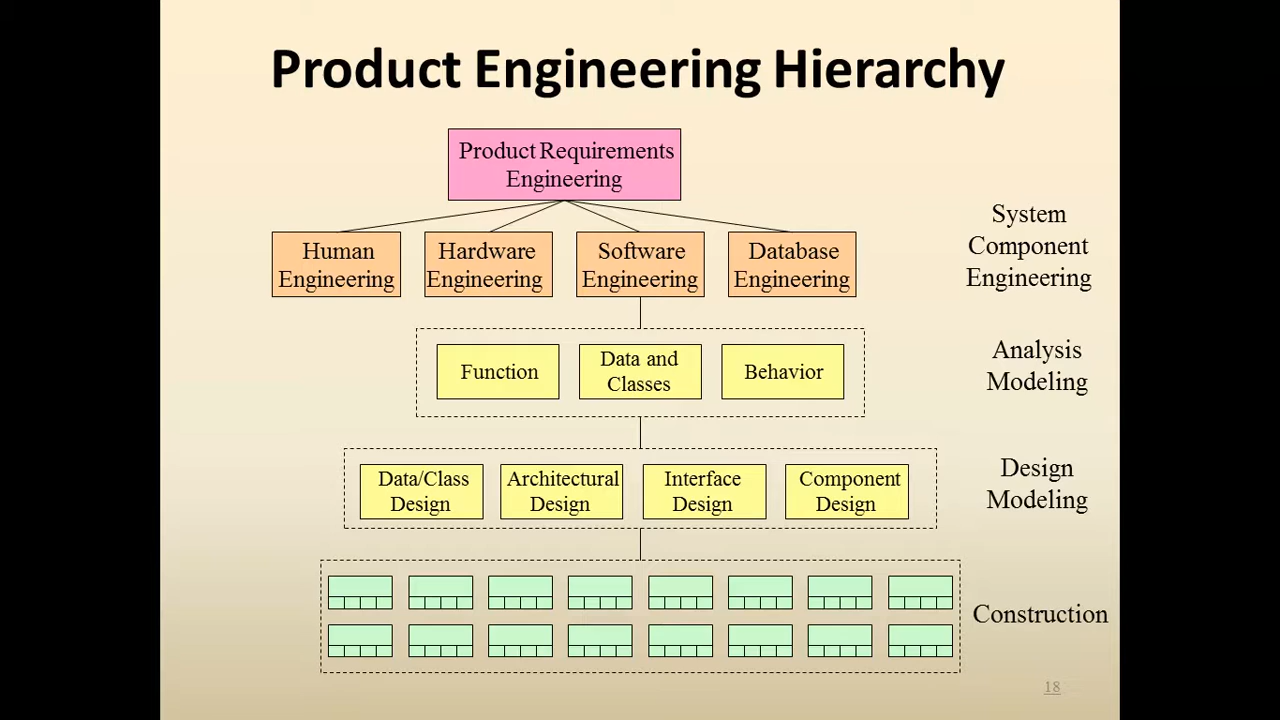 Product Engineering Hierarchy
Product Requirements
Engineering
System
Component
Engineering
Human
Engineering
Hardware
Engineering
Software
Engineering
Database
Engineering
Analysis
Modeling
Function
Data and
Classes
Behavior
Design
Modeling
Data/Class
Design
Architectural
Design
Interface
Design
Component
Design
Construction
18